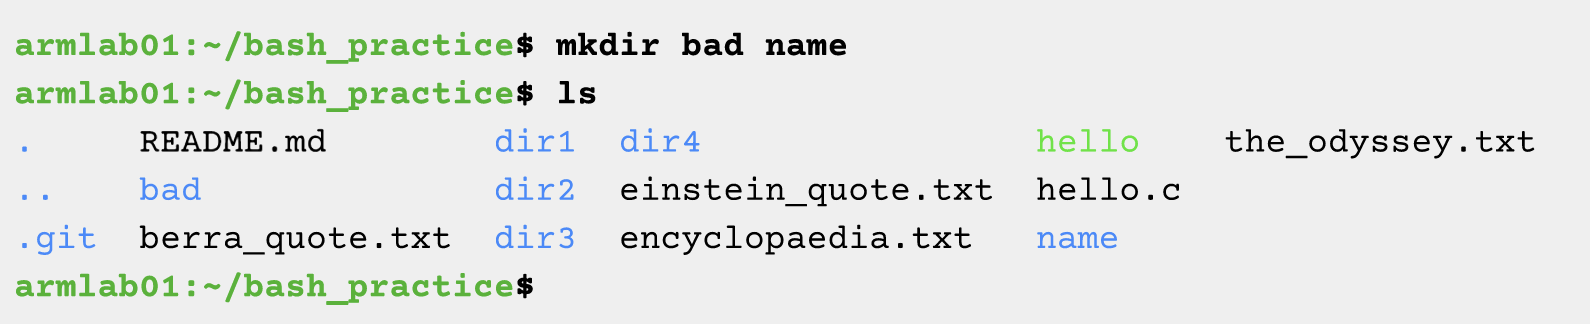 armlab01:~/bash_practice$ mkdir bad name
armlab01:~/bash_practice$ ls
.     README.md        dir1  dir4                hello    the_odyssey.txt
..    bad              dir2  einstein_quote.txt  hello.c
.git  berra_quote.txt  dir3  encyclopaedia.txt   name
armlab01:~/bash_practice$